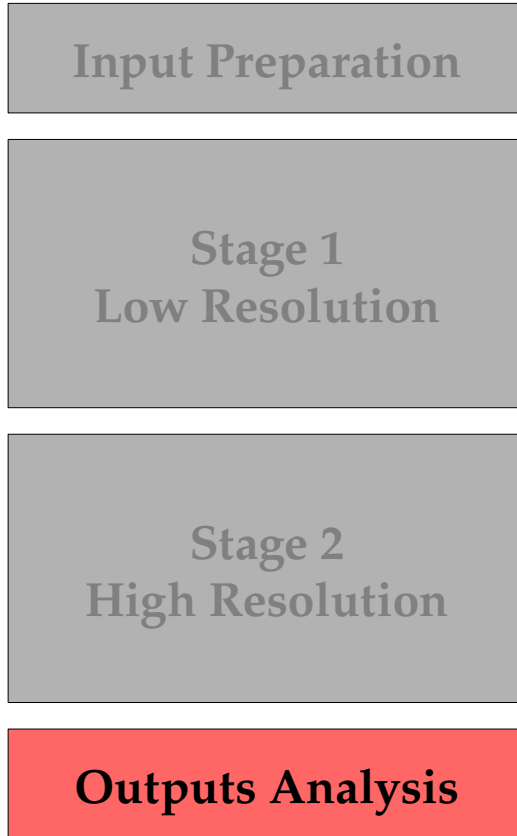 Input Preparation
Stage 1
Low Resolution
Stage 2
High Resolution
Outputs Analysis